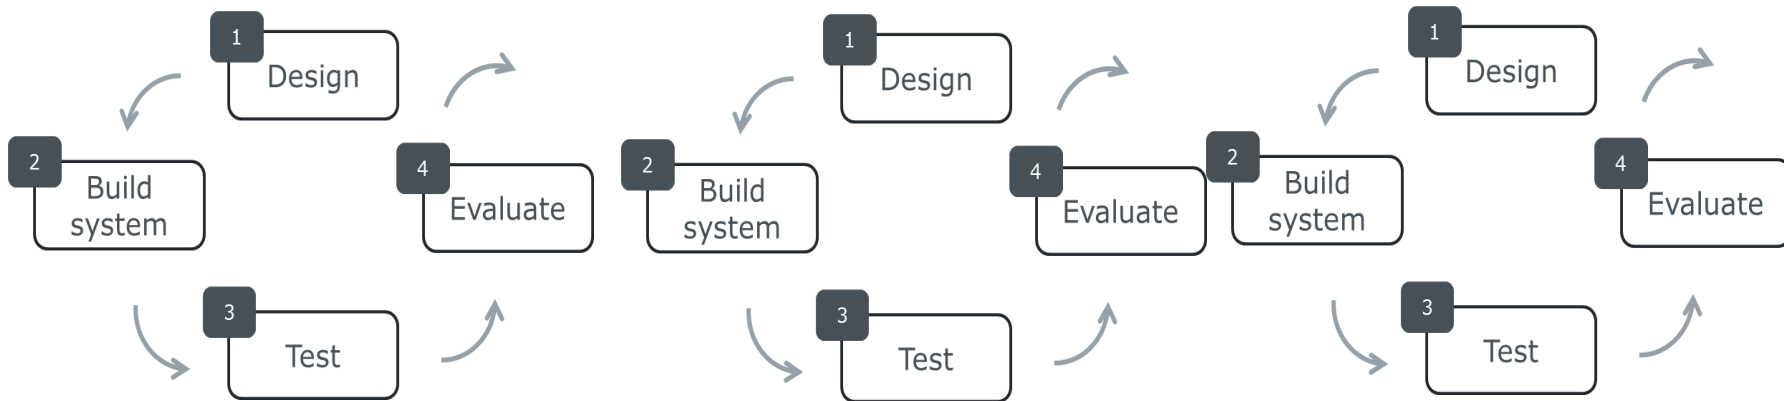 1
Design
2
Build
system
3
Test
4
Evaluate
1
Design
2
Build
system
3
Test
4
Evaluate
1
Design
2
Build
system
3
Test
4
Evaluate